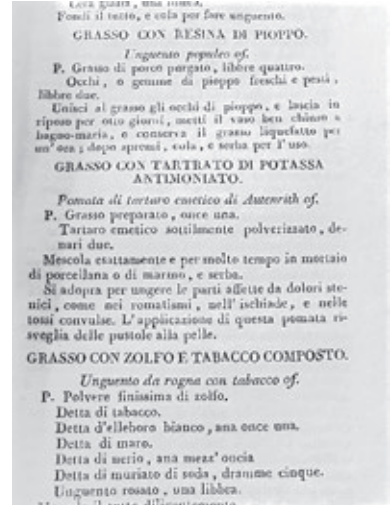 Cera gialla, una libbra.
Fondi il tutto, e cola per fare unguento.
GRASSO CON RESINA DI PIOPPO.
Unguento populeo of.
P. Grasso di porco purgato, libbre quattro.
Occhi, o gemme di pioppo freschi e pesti,
libbre due.
Unisci al grasso gli occhi di pioppo, e lascia in
riposo per otto giorni, metti il vaso ben chiuso a
bagno-maria, e conserva il grasso liquefatto per
un'ora; dopo spremi, cola, e serba per l'uso.
GRASSO CON TARTRATO DI POTASSA
ANTIMONIATO.
Pomata di tartaro emetico di Autenrith of.
P. Grasso preparato, once una.
Tartaro emetico sottilmente polverizzato, de-
nari due.
Mescola esattamente e per molto tempo in mortaio
di porcellana o di marmo, e serba.
Si adopra per ungere le parti affette da dolori ste-
nici, come nei romatismi, nell'ischiade, e nelle
tossi convulse. L'applicazione di questa pomata ri-
sveglia delle pustole alla pelle.
GRASSO CON ZOLFO E TABACCO COMPOSTO.
Unguento da rogna con tabacco of.
P. Polvere finissima di zolfo.
Detta di tabacco.
Detta d'elleboro bianco, ana once una.
Detta di maro.
Detta di nerio, ana mezz'oncia
Detta di muriato di soda, dramme cinque.
Unguento rosato, una libbra.
il tutto diligentemente